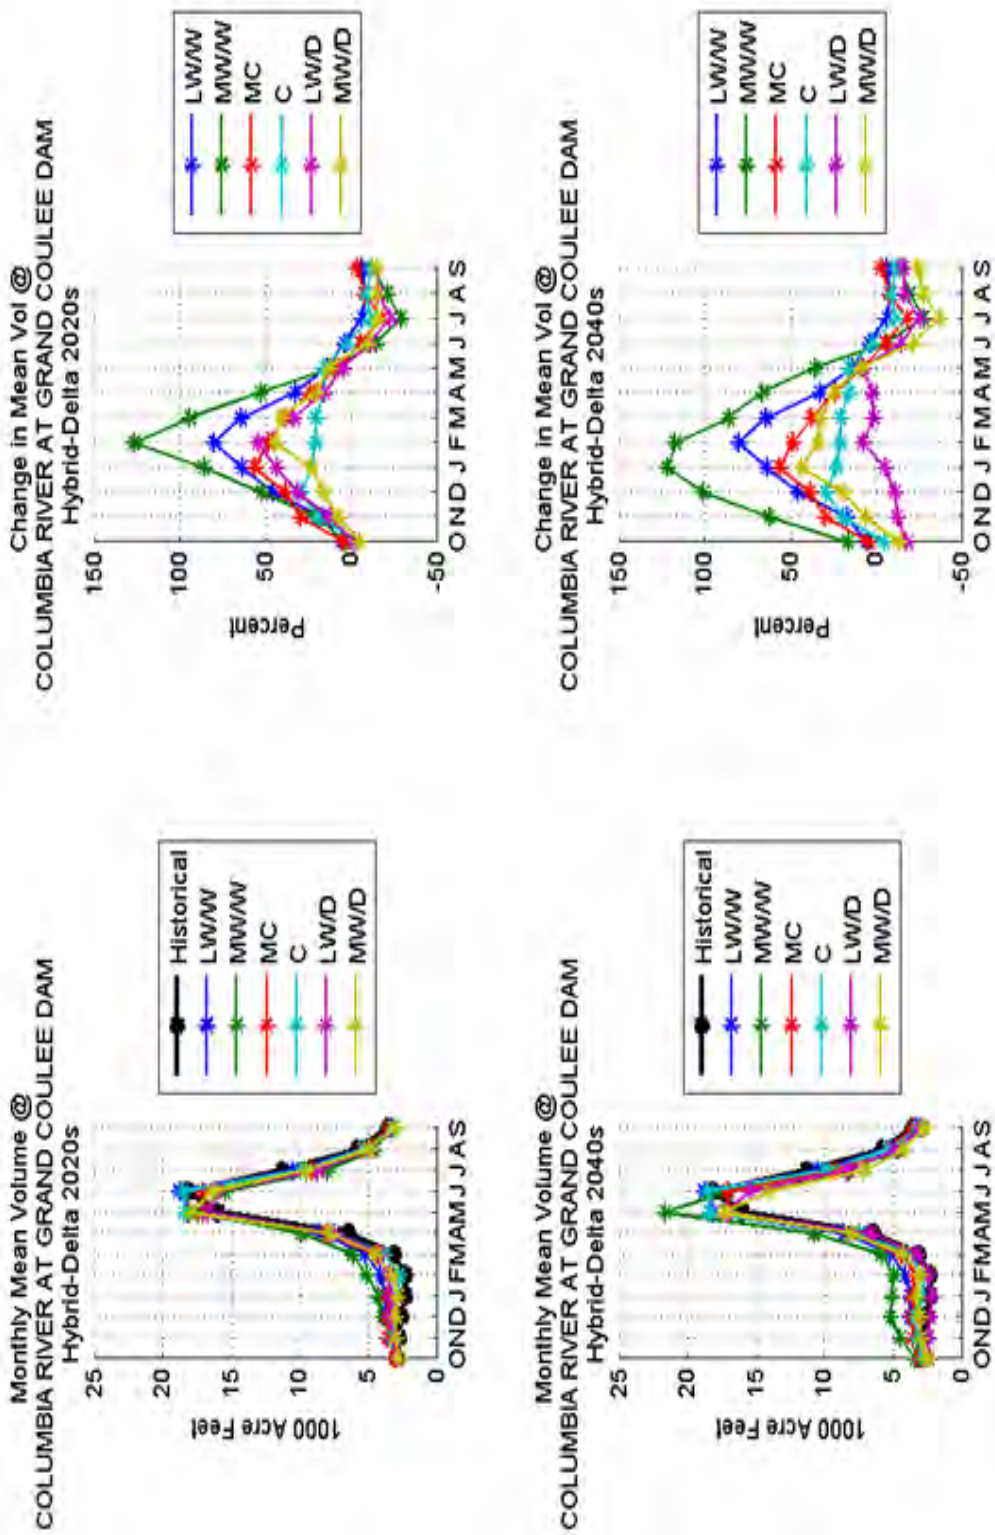 Change in Mean Vol @
COLUMBIA RIVER AT GRAND COULEE DAM
Hybrid-Delta 2020s
150
100
50
0
-50
Percent
O N D J F M A M J J A S
LW/W
MW/W
MC
C
LW/D
MW/D
Change in Mean Vol @
COLUMBIA RIVER AT GRAND COULEE DAM
Hybrid-Delta 2040s
150
100
50
0
-50
Percent
O N D J F M A M J J A S
LW/W
MW/W
MC
C
LW/D
MW/D
Monthly Mean Volume @
COLUMBIA RIVER AT GRAND COULEE DAM
Hybrid-Delta 2020s
25
20
15
10
5
0
1000 Acre Feet
O N D J F M A M J J A S
Historical
LW/W
MW/W
MC
C
LW/D
MW/D
Monthly Mean Volume @
COLUMBIA RIVER AT GRAND COULEE DAM
Hybrid-Delta 2040s
25
20
15
10
5
0
1000 Acre Feet
O N D J F M A M J J A S
Historical
LW/W
MW/W
MC
C
LW/D
MW/D